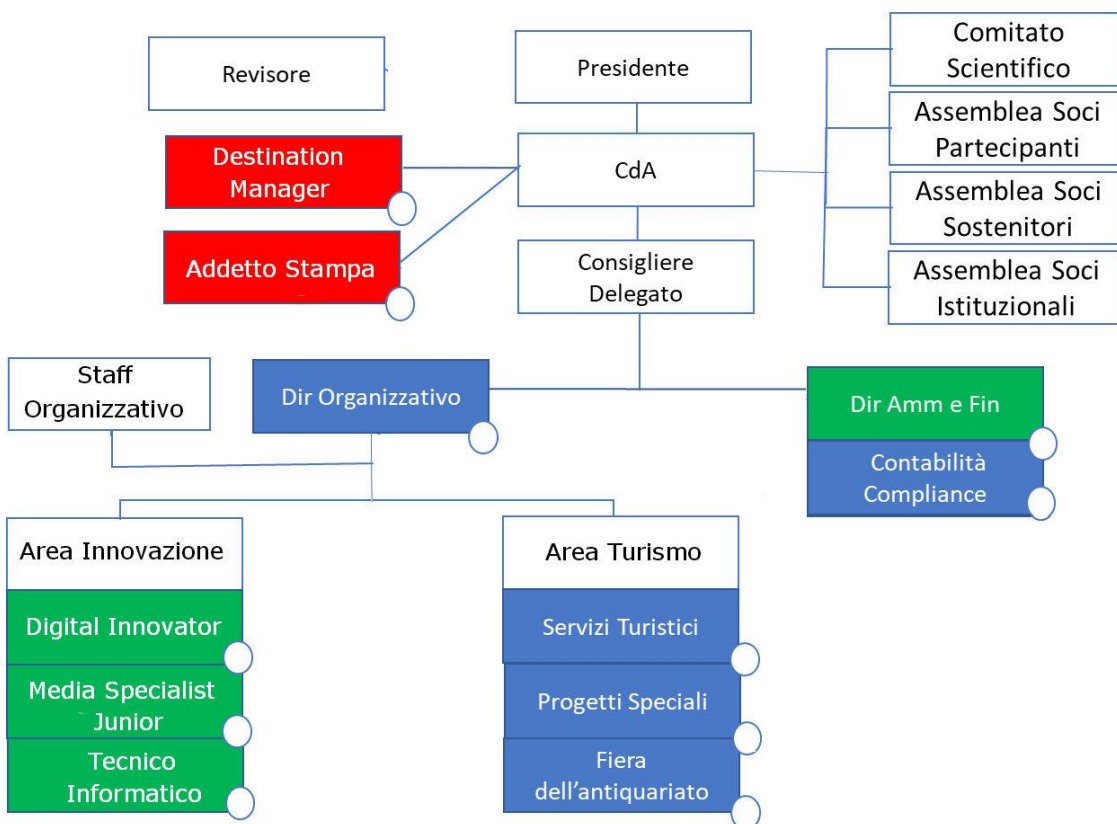 Revisore
Presidente
Comitato
Scientifico
Destination
Manager
CdA
Assemblea Soci
Partecipanti
Addetto Stampa
Consigliere
Delegato
Assemblea Soci
Sostenitori
Assemblea Soci
Istituzionali
Staff
Organizzativo
Dir Organizzativo
Dir Amm e Fin
Contabilità
Compliance
Area Innovazione
Digital Innovator
Media Specialist
Junior
Tecnico
Informatico
Area Turismo
Servizi Turistici
Progetti Speciali
Fiera
dell’antiquariato